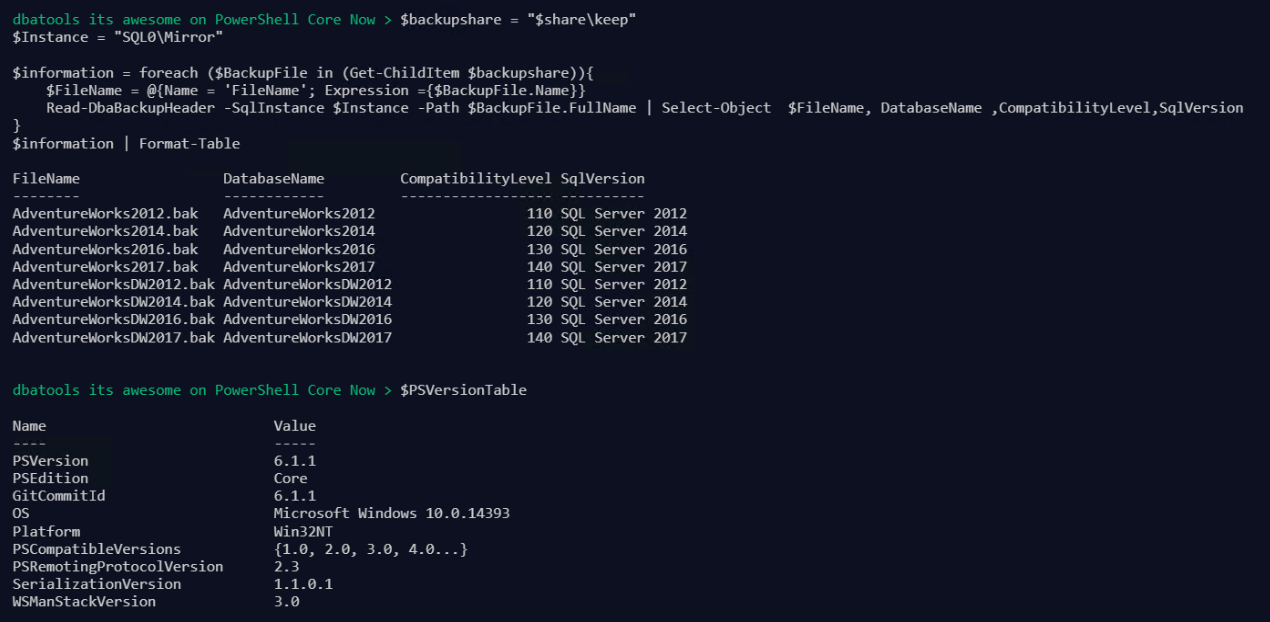 dbatools its awesome on PowerShell Core Now > $backupshare = "$share\keep"
$Instance = "SQL0\Mirror"
$information = foreach ($BackupFile in (Get-ChildItem $backupshare)){
    $FileName = @{Name = 'FileName'; Expression ={$BackupFile.Name}}
    Read-DbaBackupHeader -SqlInstance $Instance -Path $BackupFile.FullName | Select-Object  $FileName, DatabaseName ,CompatibilityLevel,SqlVersion
}
$information | Format-Table
FileName                 DatabaseName         CompatibilityLevel SqlVersion
--------                 ------------         ------------------ ----------
AdventureWorks2012.bak   AdventureWorks2012                  110 SQL Server 2012
AdventureWorks2014.bak   AdventureWorks2014                  120 SQL Server 2014
AdventureWorks2016.bak   AdventureWorks2016                  130 SQL Server 2016
AdventureWorks2017.bak   AdventureWorks2017                  140 SQL Server 2017
AdventureWorksDW2012.bak AdventureWorksDW2012                110 SQL Server 2012
AdventureWorksDW2014.bak AdventureWorksDW2014                120 SQL Server 2014
AdventureWorksDW2016.bak AdventureWorksDW2016                130 SQL Server 2016
AdventureWorksDW2017.bak AdventureWorksDW2017                140 SQL Server 2017
dbatools its awesome on PowerShell Core Now > $PSVersionTable
Name                           Value
----                           -----
PSVersion                      6.1.1
PSEdition                      Core
GitCommitId                    6.1.1
OS                             Microsoft Windows 10.0.14393
Platform                       Win32NT
PSCompatibleVersions           {1.0, 2.0, 3.0, 4.0...}
PSRemotingProtocolVersion      2.3
SerializationVersion           1.1.0.1
WSManStackVersion              3.0